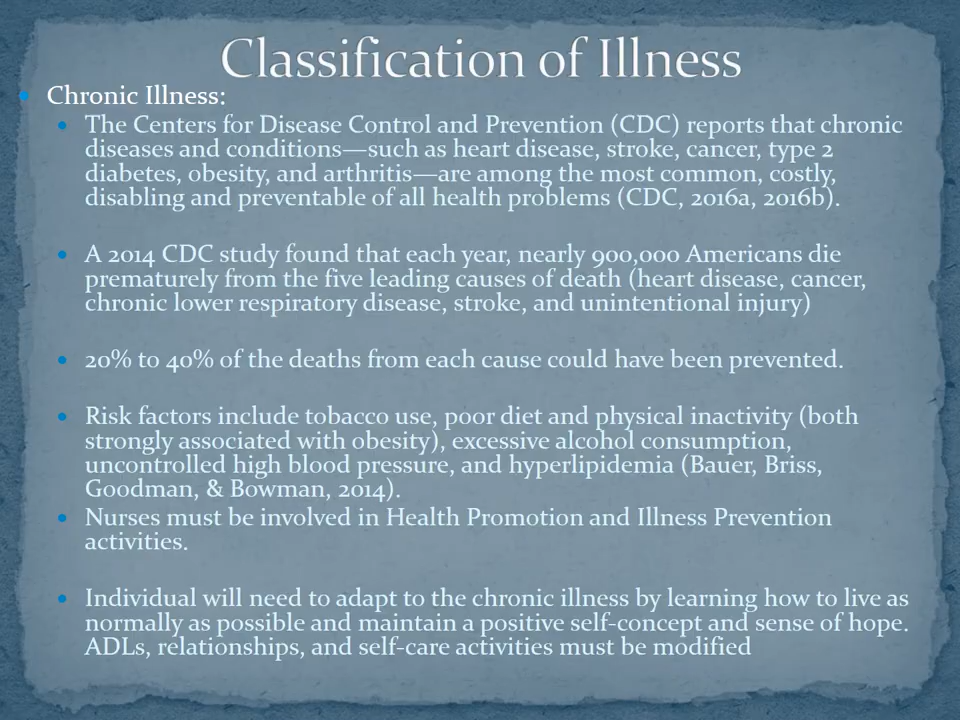 Classification of Illness
• Chronic Illness:
• The Centers for Disease Control and Prevention (CDC) reports that chronic
diseases and conditions—such as heart disease, stroke, cancer, type 2
diabetes, obesity, and arthritis—are among the most common, costly,
disabling and preventable of all health problems (CDC, 2016a, 2016b).
• A 2014 CDC study found that each year, nearly 900,000 Americans die
prematurely from the five leading causes of death (heart disease, cancer,
chronic lower respiratory disease, stroke, and unintentional injury)
• 20% to 40% of the deaths from each cause could have been prevented.
• Risk factors include tobacco use, poor diet and physical inactivity (both
strongly associated with obesity), excessive alcohol consumption,
uncontrolled high blood pressure, and hyperlipidemia (Bauer, Briss,
Goodman, & Bowman, 2014).
• Nurses must be involved in Health Promotion and Illness Prevention
activities.
• Individual will need to adapt to the chronic illness by learning how to live as
normally as possible and maintain a positive self-concept and sense of hope.
ADLs, relationships, and self-care activities must be modified